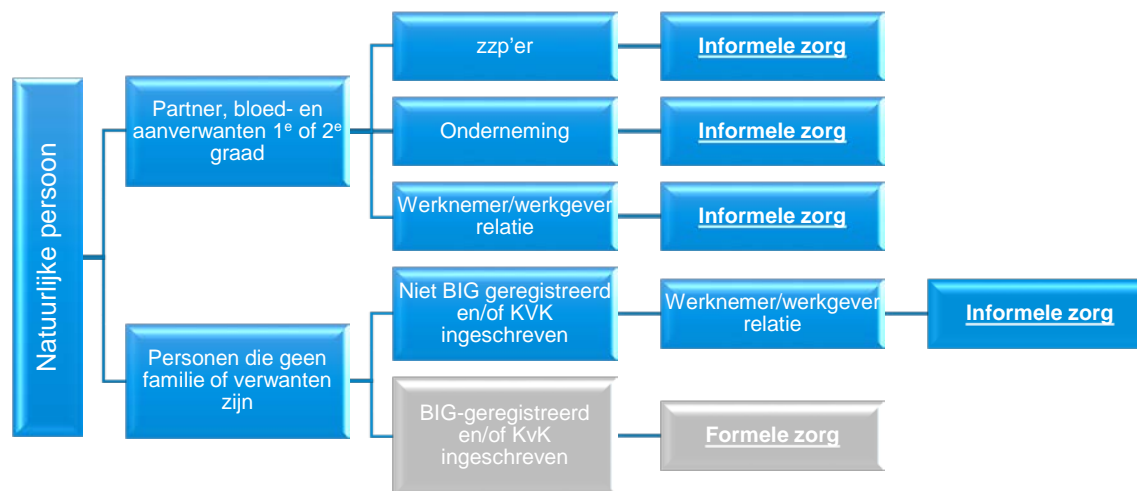 Natuurlijke persoon
Partner, bloed- en
aanverwanten 1e of 2e
graad
zzp'er
Informele zorg
Onderneming
Informele zorg
Werknemer/werkgever
relatie
Informele zorg
Personen die geen
familie of verwanten
zijn
Niet BIG geregistreerd
en/of KVK
ingeschreven
Werknemer/werkgever
relatie
Informele zorg
BIG-geregistreerd
en/of KvK
ingeschreven
Formele zorg